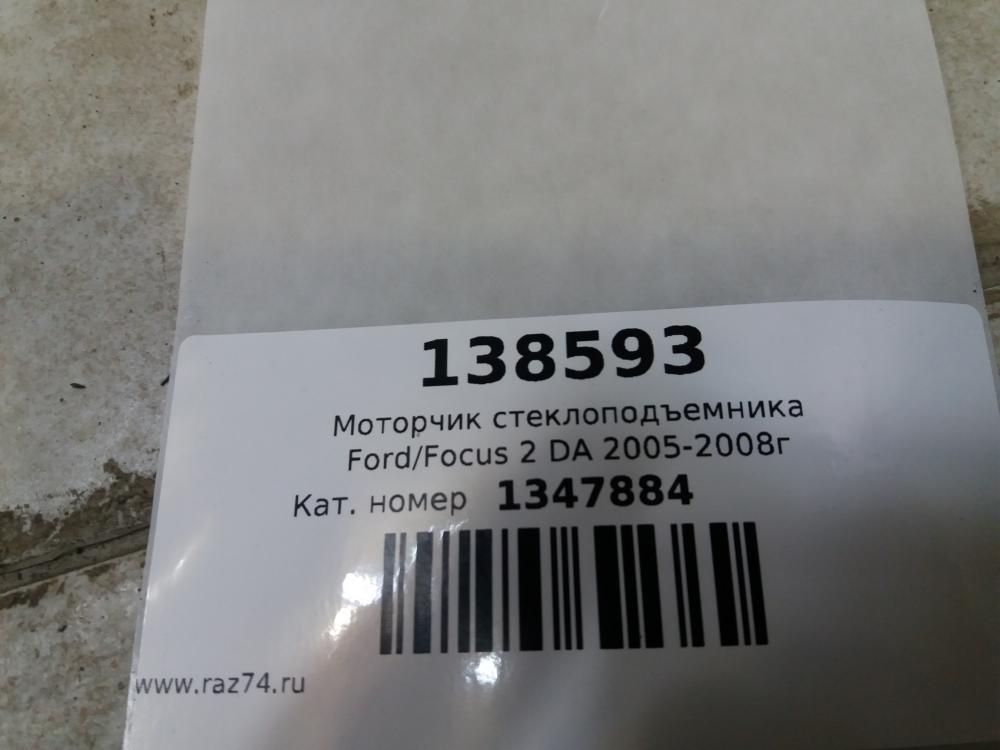 138593
Моторчик стеклоподъемника
Ford/Focus 2 DA 2005-2008г
Кат. номер 1347884
www.raz74.ru